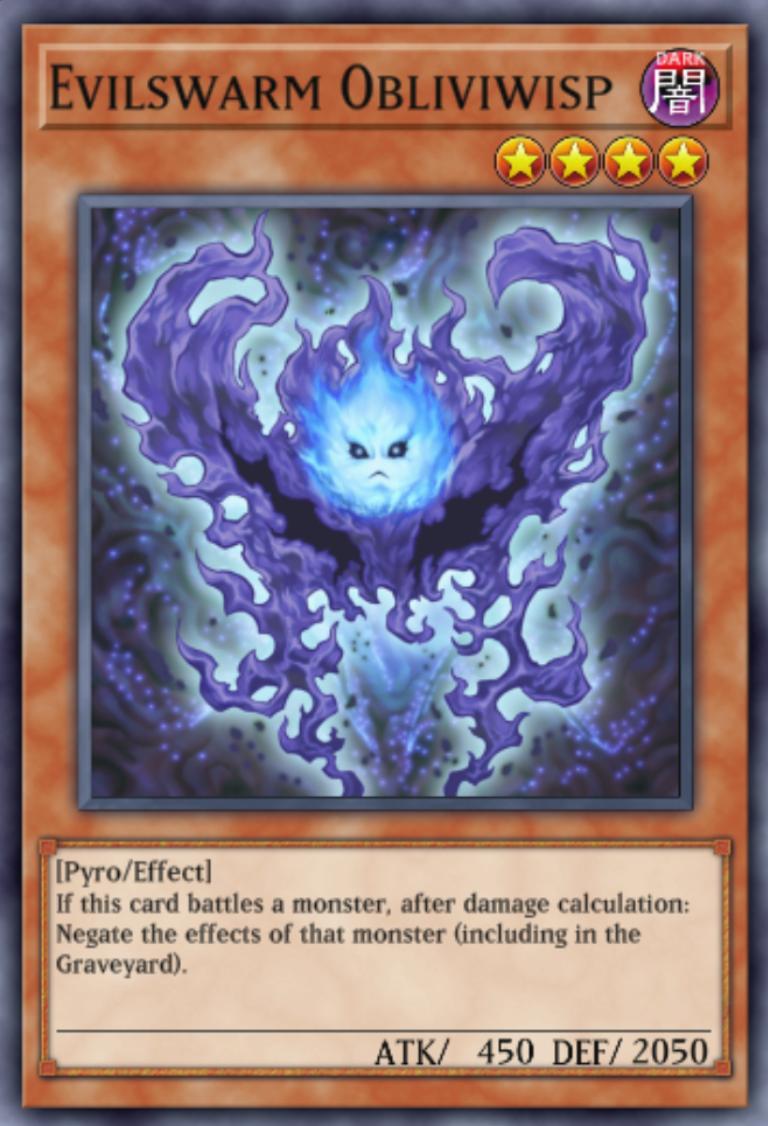 EVILSWARM OBLIVIWISP
DARK
闇
[Pyro/Effect]
If this card battles a monster, after damage calculation:
Negate the effects of that monster (including in the
Graveyard).
ATK/ 450 DEF/ 2050